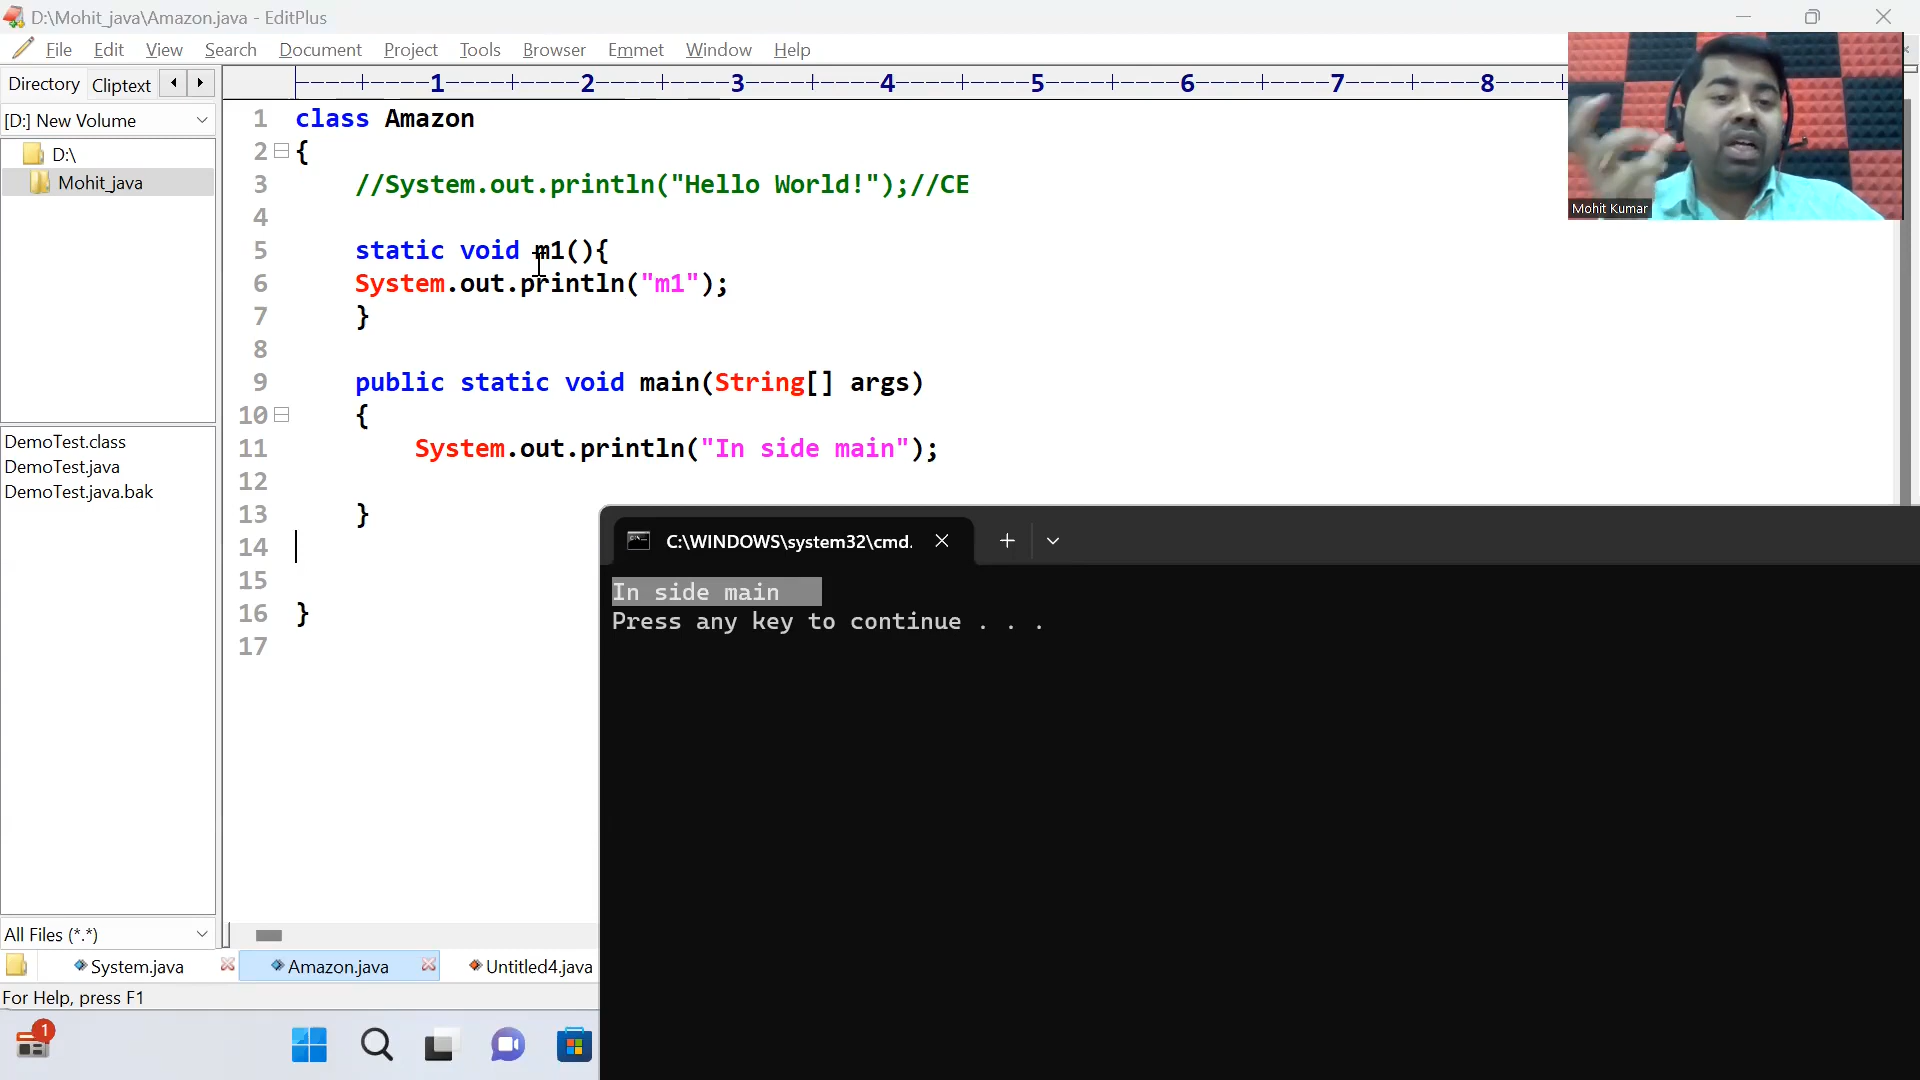 D:\Mohit_java\Amazon.java - EditPlus
File Edit View Search Document Project Tools Browser Emmet Window Help
Directory Cliptext
[D:] New Volume
D:\
Mohit_java
DemoTest.class
DemoTest.java
DemoTest.java.bak
All Files (*.*)
1 2 3 4 5 6 7 8
1 class Amazon
2 {
3 //System.out.println("Hello World!");//CE
4
5 static void m1(){
6 System.out.println("m1");
7 }
8
9 public static void main(String[] args)
10 {
11 System.out.println("In side main");
12
13 }
14
15
16 }
17
Mohit Kumar
C:\WINDOWS\system32\cmd.
In side main
Press any key to continue . . .
System.java Amazon.java Untitled4.java
For Help, press F1
1